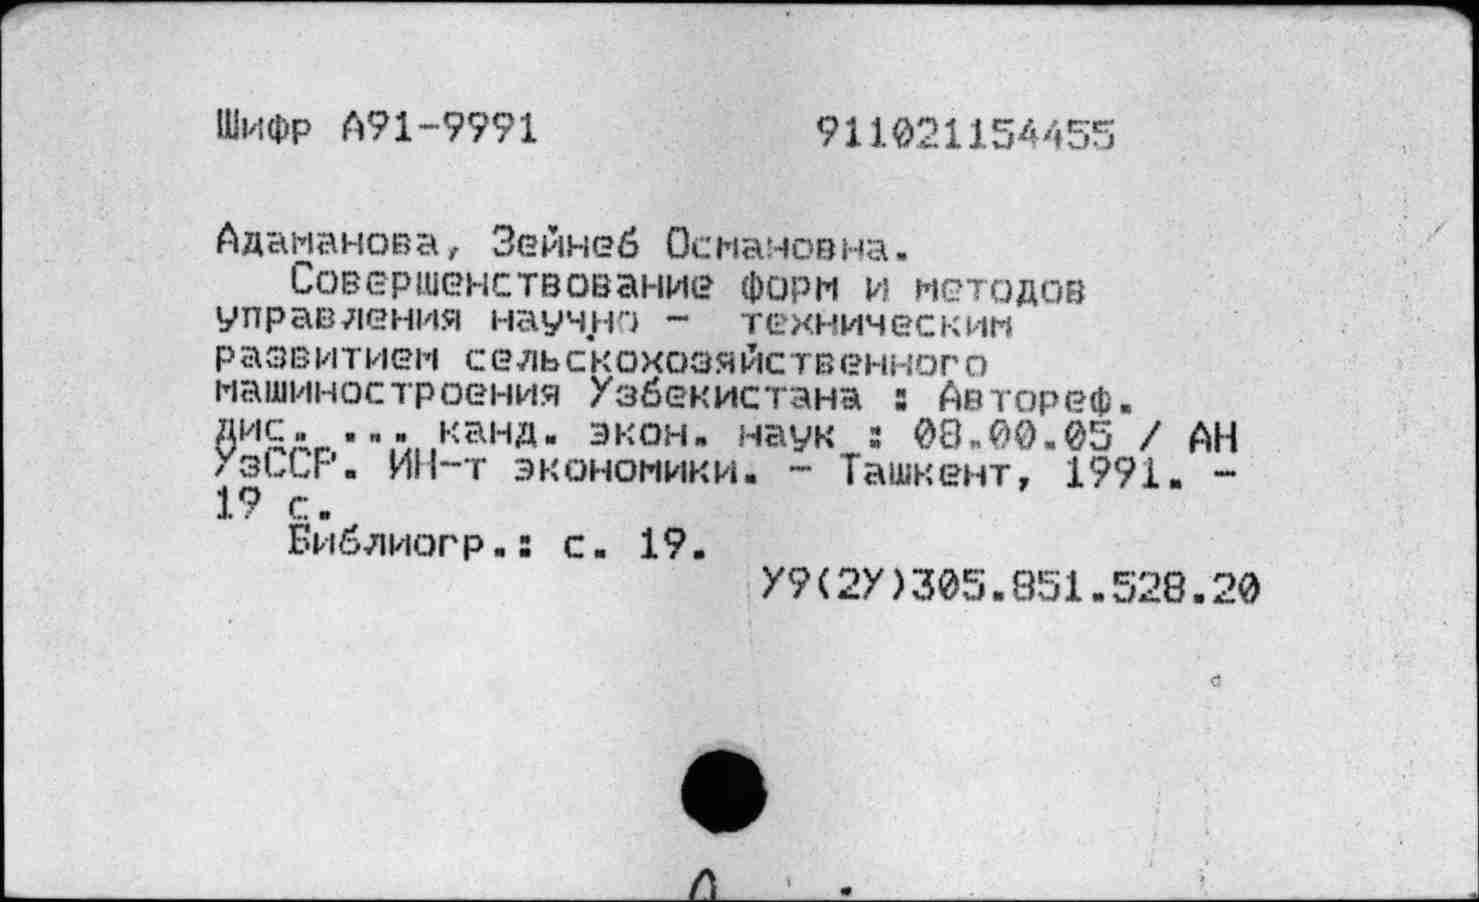 Шифр А91-9991 911021154455
Адаманова, Зейнеб Османовна.
Совершенствование форм и методов
управления научно - техническим
развитием сельскохозяйственного
машиностроения Узбекистана : Автореф.
дис. ... канд. экон. наук : 08.00.05 / АН
УзССР. ИН-т экономики. - Ташкент, 1991. -
19 с.
Библиогр.: с. 19.
У9(2У)305.851.528.20